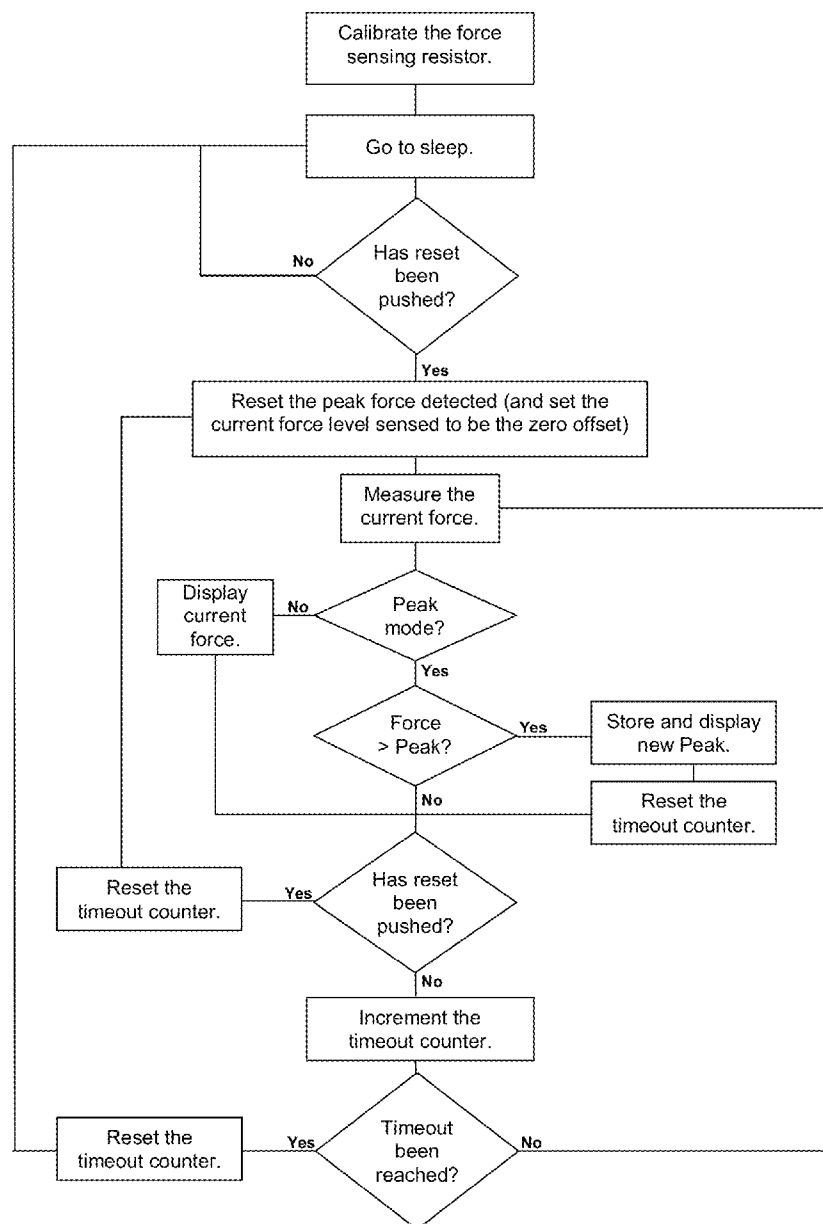 Calibrate the force
sensing resistor.
Go to sleep.
No
Has reset
been
pushed?
Yes
Reset the peak force detected (and set the
current force level sensed to be the zero offset)
Measure the
current force.
Display
current
force.
No
Peak
mode?
Yes
Force
> Peak?
Yes
Store and display
new Peak.
No
Reset the
timeout counter.
Reset the
timeout counter.
Yes
Has reset
been
pushed?
No
Increment the
timeout counter.
Reset the
timeout counter.
Yes
Timeout
been
reached?
No